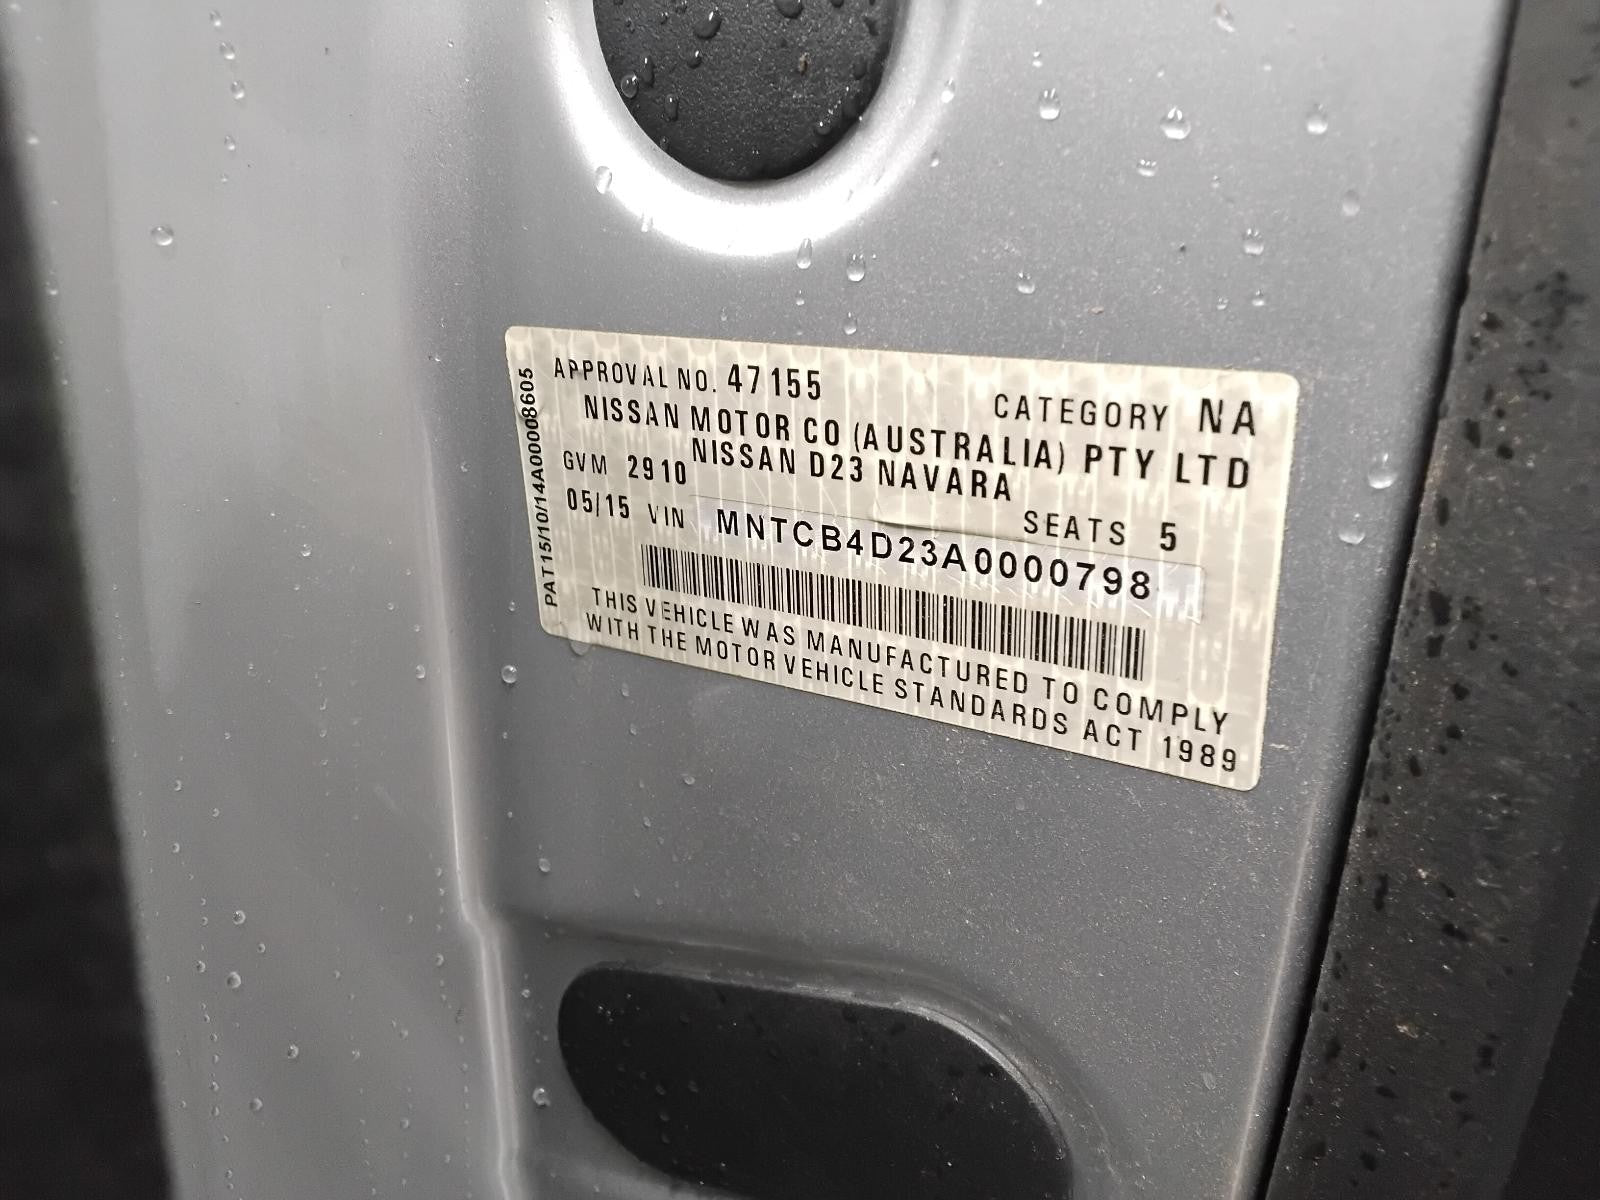 APPROVAL NO. 47155 CATEGORY NA
NISSAN MOTOR CO (AUSTRALIA) PTY LTD
NISSAN D23 NAVARA
GVM 2910 SEATS 5
05/15 VIN MNTCB4D23A0000798
THIS VEHICLE WAS MANUFACTURED TO COMPLY
WITH THE MOTOR VEHICLE STANDARDS ACT 1989
PAT15/10/14A00008605